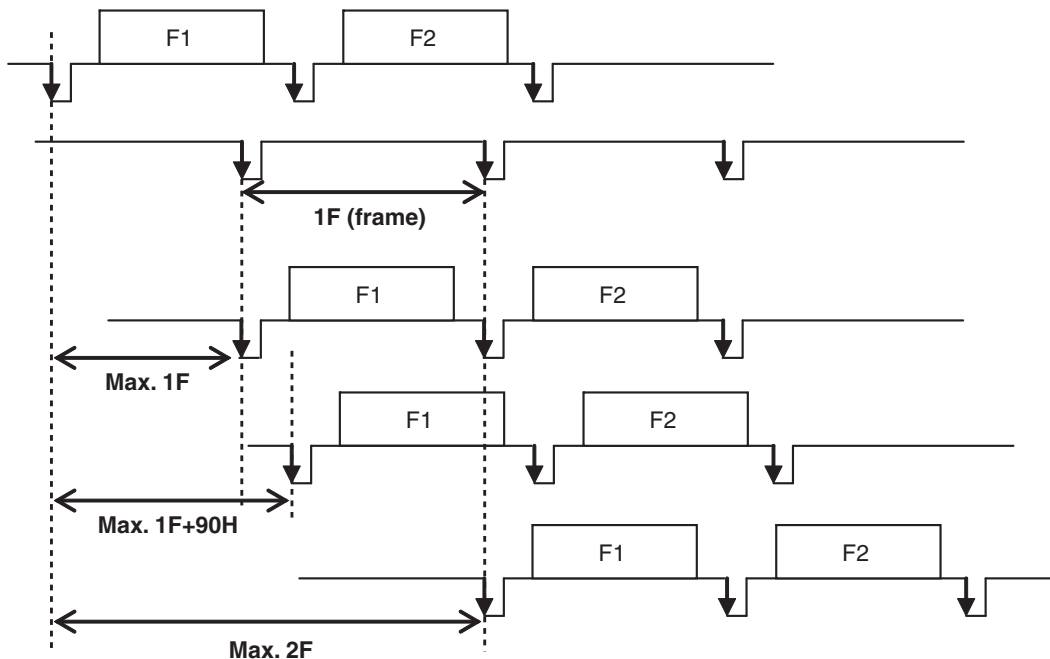 F1
F2
1F (frame)
F1
F2
Max. 1F
F1
F2
Max. 1F+90H
F1
F2
Max. 2F